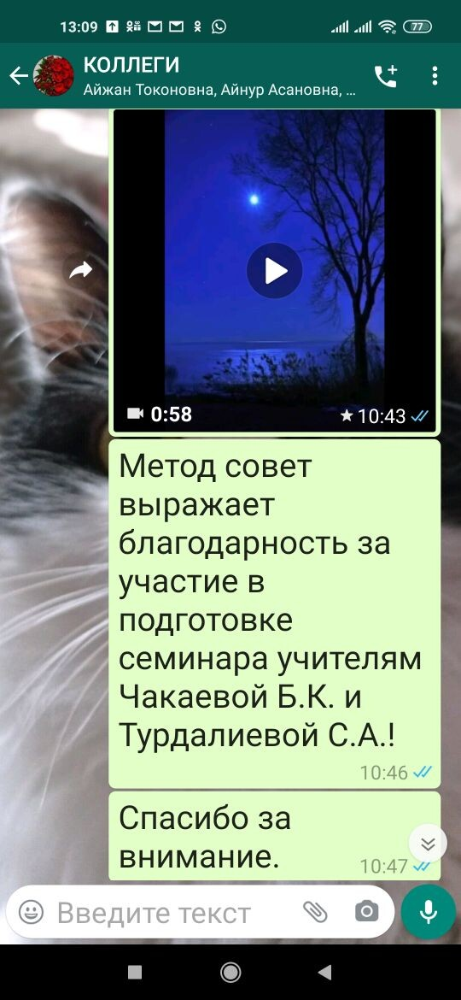 13:09
77
КОЛЛЕГИ
Айжан Токоновна, Айнур Асановна, ...
0:58
10:43
Метод совет
выражает
благодарность за
участие в
подготовке
семинара учителям
Чакаевой Б.К. и
Турдалиевой С.А.!
10:46
Спасибо за
внимание.
10:47
Введите текст